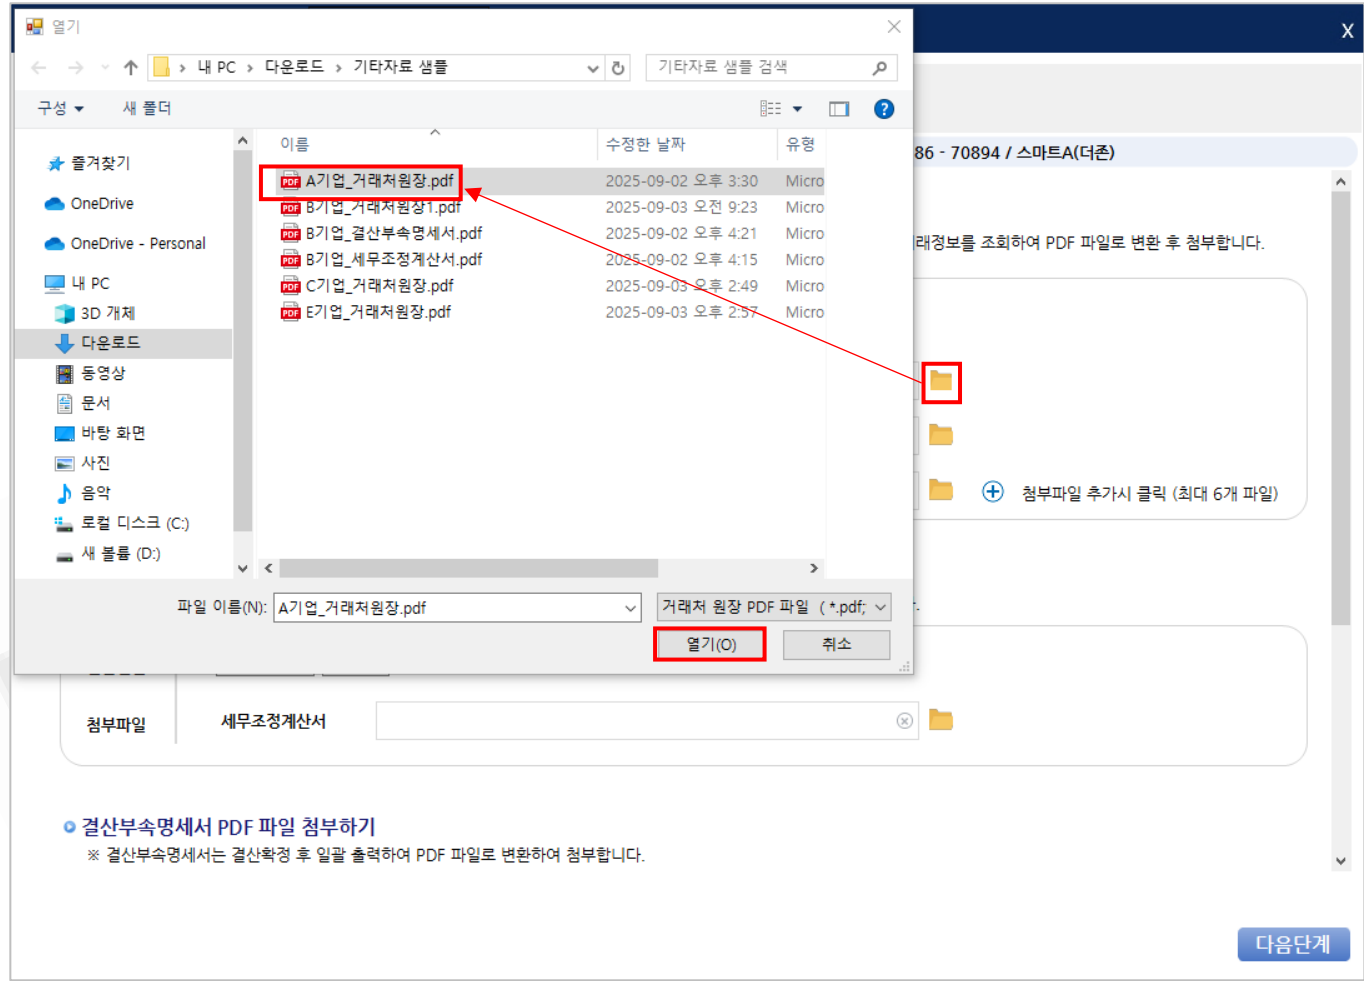 열기
X
내 PC > 다운로드 > 기타자료 샘플
기타자료 샘플 검색
구성
새 폴더
이름
수정한 날짜
유형
즐겨찾기
OneDrive
OneDrive - Personal
내 PC
3D 개체
다운로드
동영상
문서
바탕 화면
사진
음악
로컬 디스크 (C:)
새 볼륨 (D:)
PDF A기업_거래처원장.pdf 2025-09-02 오후 3:30 Micro
PDF B기업_거래처원장1.pdf 2025-09-03 오전 9:23 Micro
PDF B기업_결산부속명세서.pdf 2025-09-02 오후 4:21 Micro
PDF B기업_세무조정계산서.pdf 2025-09-02 오후 4:15 Micro
PDF C기업_거래처원장.pdf 2025-09-03 오후 2:49 Micro
PDF E기업_거래처원장.pdf 2025-09-03 오후 2:57 Micro
파일 이름(N): A기업_거래처원장.pdf
거래처 원장 PDF 파일 ( *.pdf;
열기(O)
취소
86 - 70894 / 스마트A(더존)
래정보를 조회하여 PDF 파일로 변환 후 첨부합니다.
첨부파일 추가시 클릭 (최대 6개 파일)
첨부파일
세무조정계산서
결산부속명세서 PDF 파일 첨부하기
※ 결산부속명세서는 결산확정 후 일괄 출력하여 PDF 파일로 변환하여 첨부합니다.
다음단계